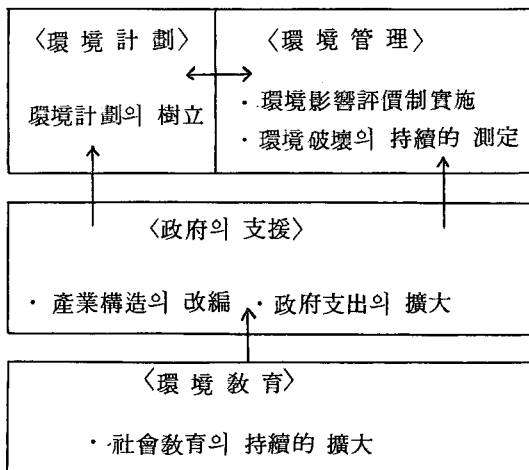 〈環 境 計 劃〉
環境計劃의 樹立
〈環 境 管 理〉
· 環境影響評價制實施
· 環境破壞의 持續的 測定
〈政府의 支援〉
· 產業構造의 改編 · 政府支出의 擴大
〈環 境 敎 育〉
· 社會敎育의 持續的 擴大